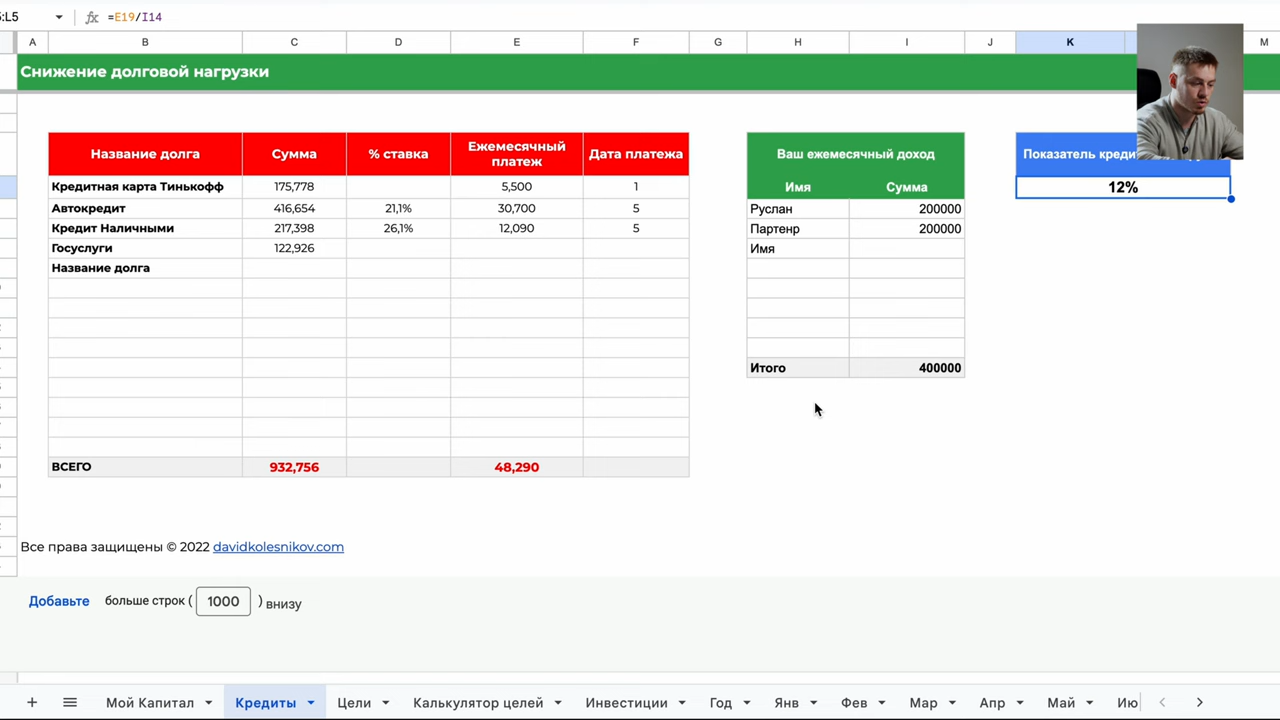 :L5 fx =E19/I14
A B C D E F G H I J K M
Снижение долговой нагрузки
Название долга Сумма % ставка Ежемесячный платеж Дата платежа
Кредитная карта Тинькофф 175,778 5,500 1
Автокредит 416,654 21,1% 30,700 5
Кредит Наличными 217,398 26,1% 12,090 5
Госуслуги 122,926
Название долга
ВСЕГО 932,756 48,290
Ваш ежемесячный доход
Имя Сумма
Руслан 200000
Партенр 200000
Имя
Итого 400000
Показатель
12%
Все права защищены © 2022 davidkolesnikov.com
Добавьте больше строк ( 1000 ) внизу
+ Мой Капитал Кредиты Цели Калькулятор целей Инвестиции Год Янв Фев Мар Апр Май Ию